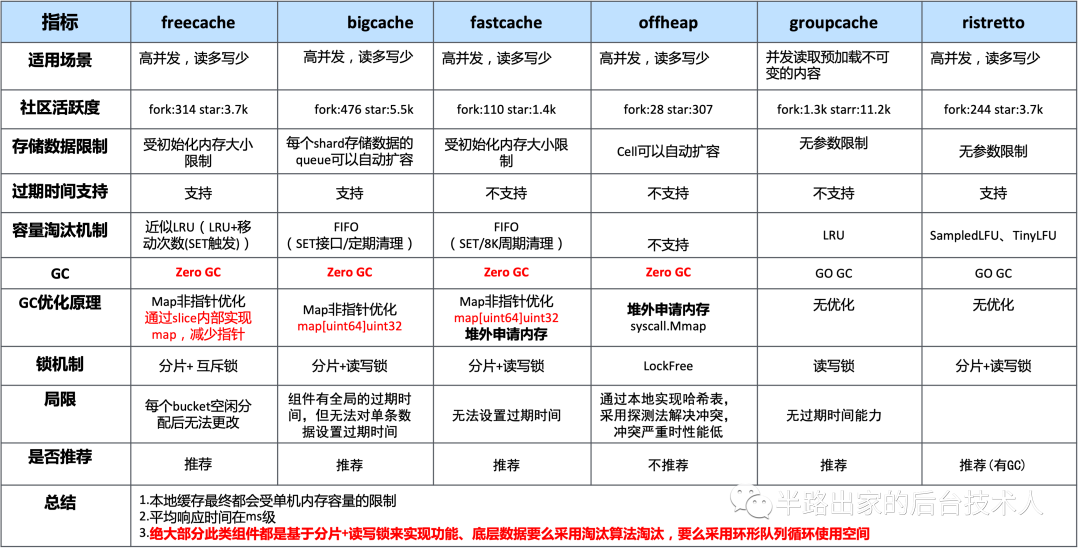 指标 freecache bigcache fastcache offheap groupcache ristretto
适用场景 高并发，读多写少 高并发，读多写少 高并发，读多写少 高并发，读多写少 并发读取预加载不可
变的内容 高并发，读多写少
社区活跃度 fork:314 star:3.7k fork:476 star:5.5k fork:110 star:1.4k fork:28 star:307 fork:1.3k starr:11.2k fork:244 star:3.7k
存储数据限制 受初始化内存大小
限制 每个shard存储数据的
queue可以自动扩容 受初始化内存大小限
制 Cell可以自动扩容 无参数限制 无参数限制
过期时间支持 支持 支持 不支持 不支持 不支持 支持
容量淘汰机制 近似LRU（LRU+移
动次数(SET触发)） FIFO
（SET接口/定期清理） FIFO
（SET/8K周期清理） 不支持 LRU SampledLFU、TinyLFU
GC Zero GC Zero GC Zero GC Zero GC GO GC GO GC
GC优化原理 Map非指针优化
通过slice内部实现
map，减少指针 Map非指针优化
map[uint64]uint32 Map非指针优化
map[uint64]uint32
堆外申请内存 堆外申请内存
syscall.Mmap 无优化 无优化
锁机制 分片+ 互斥锁 分片+读写锁 分片+读写锁 LockFree 读写锁 分片+读写锁
局限 每个bucket空闲分
配后无法更改 组件有全局的过期时
间，但无法对单条数
据设置过期时间 无法设置过期时间 通过本地实现哈希表，
采用探测法解决冲突，
冲突严重时性能低 无过期时间能力
是否推荐 推荐 推荐 推荐 不推荐 推荐 推荐(有GC)
总结 1.本地缓存最终都会受单机内存容量的限制
2.平均响应时间在ms级
3.绝大部分此类组件都是基于分片+读写锁来实现功能、底层数据要么采用淘汰算法淘汰，要么采用环形队列循环使用空间
半路出家的后台技术人